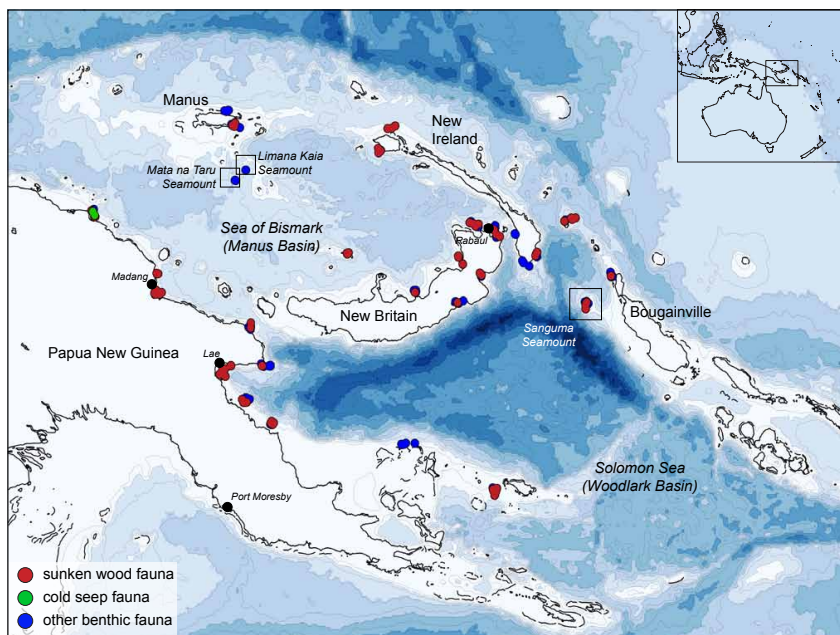 Manus
New
Ireland
Limana Kaia
Seamount
Mata na Taru
Seamount
Sea of Bismark
(Manus Basin)
Rabaul
Madang
New Britain
Bougainville
Sanguma
Seamount
Papua New Guinea
Lae
Solomon Sea
(Woodlark Basin)
Port Moresby
sunken wood fauna
cold seep fauna
other benthic fauna